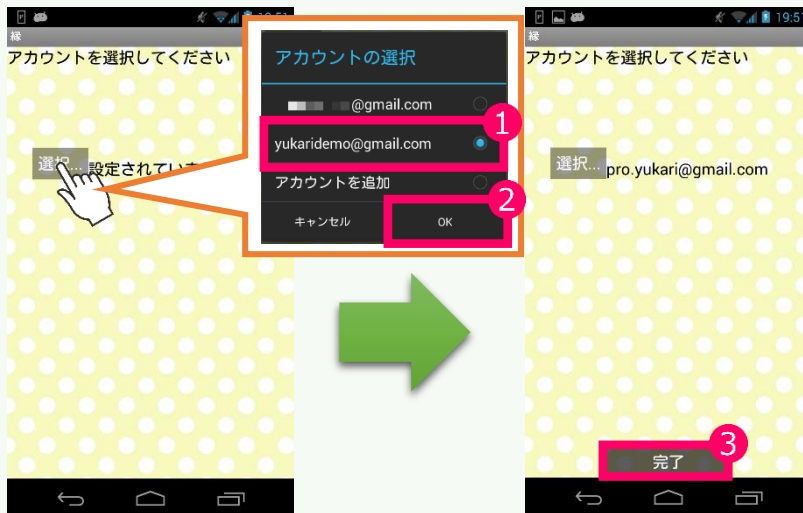 縁
アカウントを選択してください
選択...
設定されていま
アカウントの選択
@gmail.com
yukaridemo@gmail.com
アカウントを追加
キャンセル
OK
1
2
19:51
縁
アカウントを選択してください
選択...
pro.yukari@gmail.com
完了
3